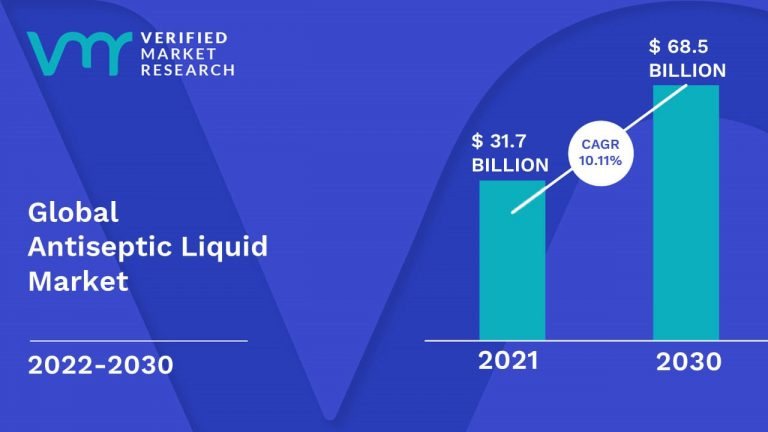 vmr
VERIFIED
MARKET
RESEARCH
Global
Antiseptic Liquid
Market
2022-2030
$ 31.7
BILLION
CAGR
10.11%
$ 68.5
BILLION
2021
2030